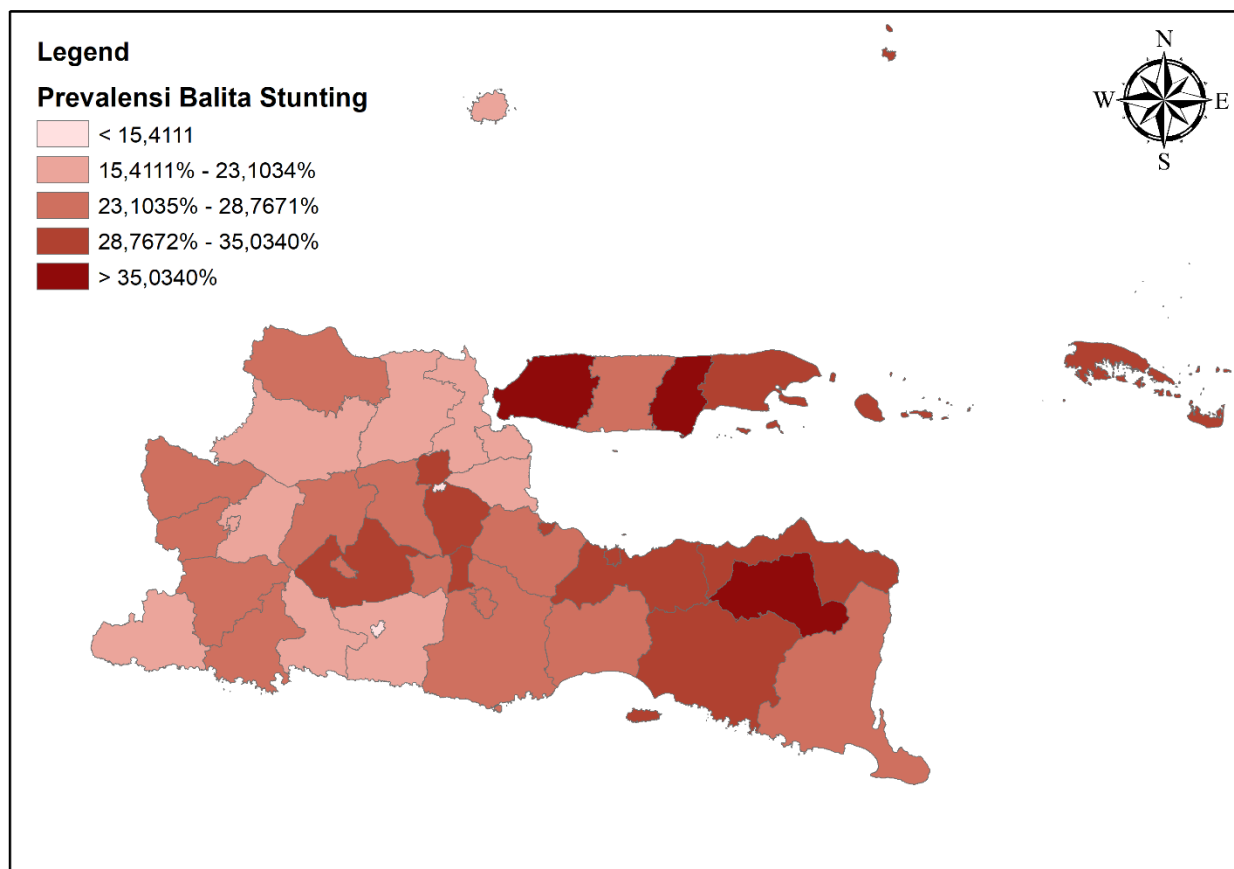 Legend
Prevalensi Balita Stunting
< 15,4111
15,4111% - 23,1034%
23,1035% - 28,7671%
28,7672% - 35,0340%
> 35,0340%
N
W E
S